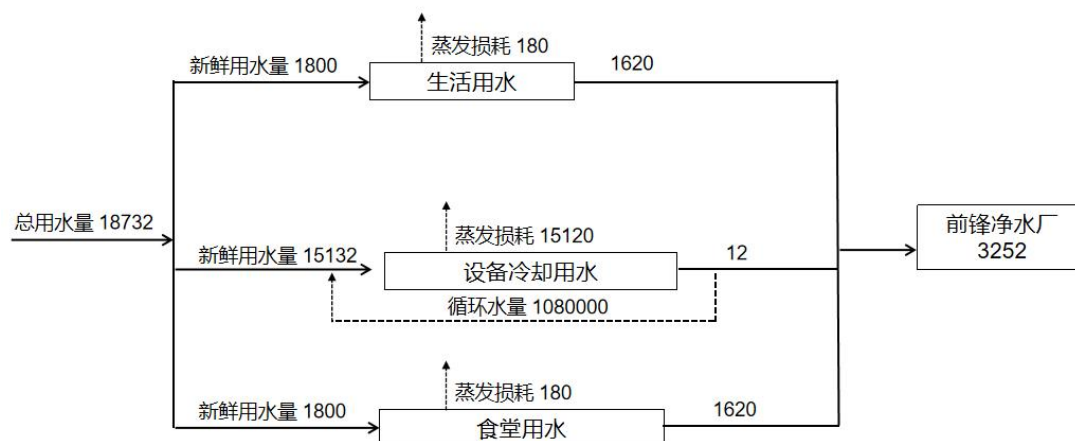 蒸发损耗 180
新鲜用水量 1800
生活用水
1620
总用水量 18732
蒸发损耗 15120
新鲜用水量 15132
设备冷却用水
12
循环水量 1080000
前锋净水厂
3252
蒸发损耗 180
新鲜用水量 1800
食堂用水
1620